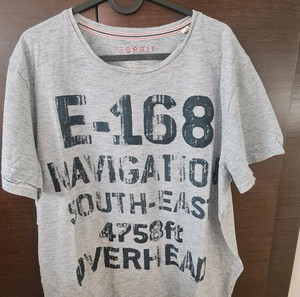 ESPRIT
E-168
NAVIGATION
SOUTH-EAST
4758ft
OVERHEAD